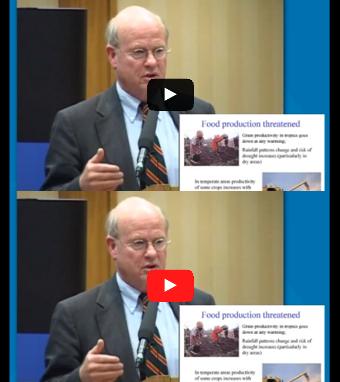 Food production threatened
Grain productivity in tropics goes
down at any warming;
Rainfall patterns change and risk of
drought increases (particularly in
dry areas)
In temperate areas productivity
of some crops increases with
Food production threatened
Grain productivity in tropics goes
down at any warming;
Rainfall patterns change and risk of
drought increases (particularly in
dry areas)
In temperate areas productivity
of some crops increases with